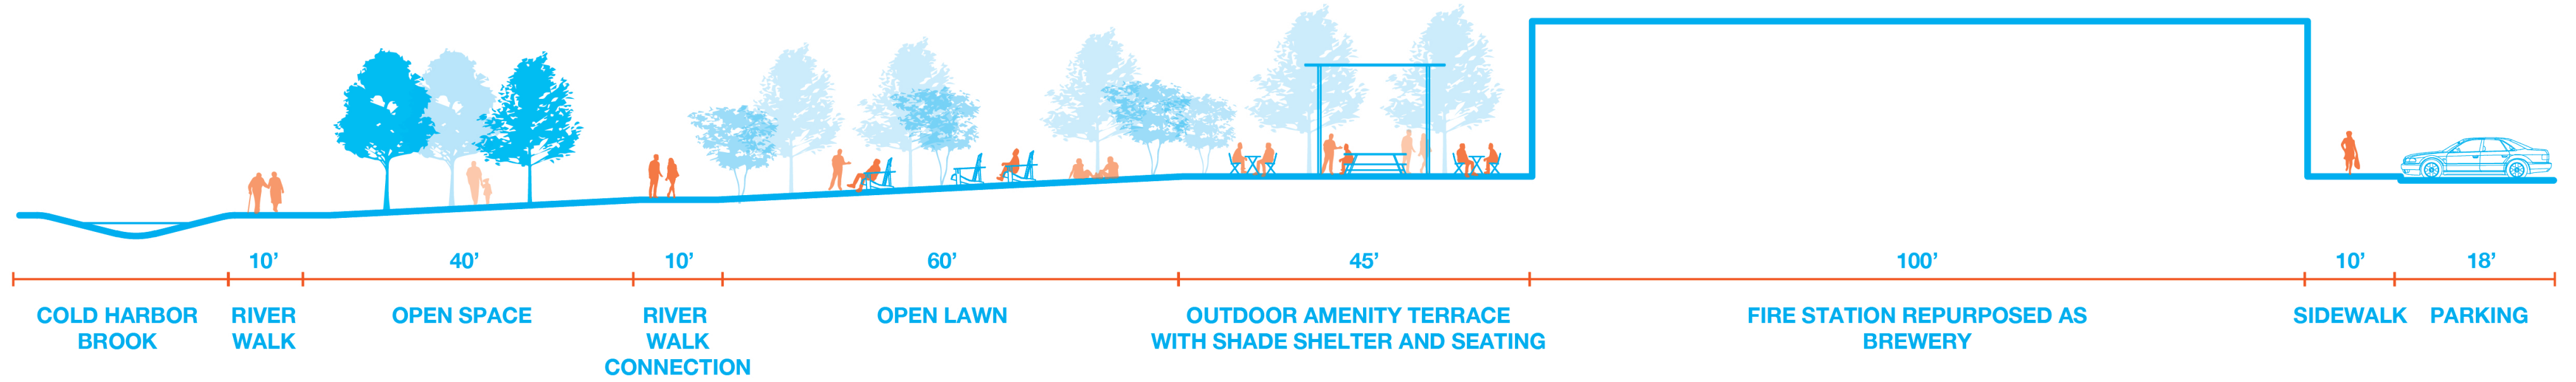 10’ 40’ 10’ 60’ 45’ 100’ 10’ 18’
COLD HARBOR
BROOK
RIVER
WALK
OPEN SPACE
RIVER
WALK
CONNECTION
OPEN LAWN
OUTDOOR AMENITY TERRACE
WITH SHADE SHELTER AND SEATING
FIRE STATION REPURPOSED AS
BREWERY
SIDEWALK
PARKING